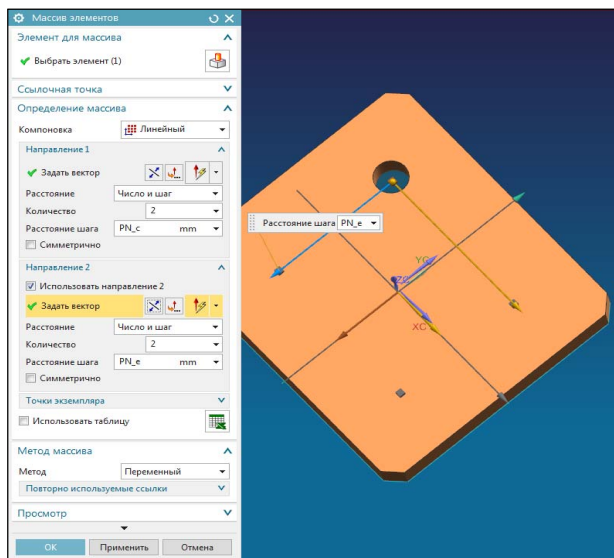 Массив элементов
Элемент для массива
Выбрать элемент (1)
Ссылочная точка
Определение массива
Компоновка Линейный
Направление 1
Задать вектор
Расстояние Число и шаг
Количество 2
Расстояние шага PN_c mm
Симметрично
Направление 2
Использовать направление 2
Задать вектор
Расстояние Число и шаг
Количество 2
Расстояние шага PN_e mm
Симметрично
Точки экземпляра
Использовать таблицу
Метод массива
Метод Переменный
Повторно используемые ссылки
Просмотр
ОК Применить Отмена
Расстояние шага PN_e
YC
ZC
XC